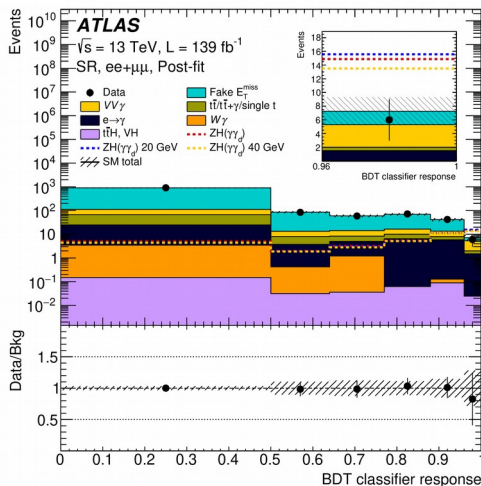 ATLAS
√s = 13 TeV, L = 139 fb⁻¹
SR, ee+μμ, Post-fit
Data
Fake E_T^miss
VVγ
tt̄/tt̄+γ/single t
e→γ
Wγ
tt̄H, VH
ZH(γγ_d)
ZH(γγ_d) 20 GeV
ZH(γγ_d) 40 GeV
SM total
Events
10¹⁰
10⁹
10⁸
10⁷
10⁶
10⁵
10⁴
10³
10²
10
1
10⁻¹
10⁻²
Events
18
16
14
12
10
8
6
4
2
0
0.96
1
BDT classifier response
Data/Bkg
1.5
1
0.5
0 0.1 0.2 0.3 0.4 0.5 0.6 0.7 0.8 0.9 1
BDT classifier response